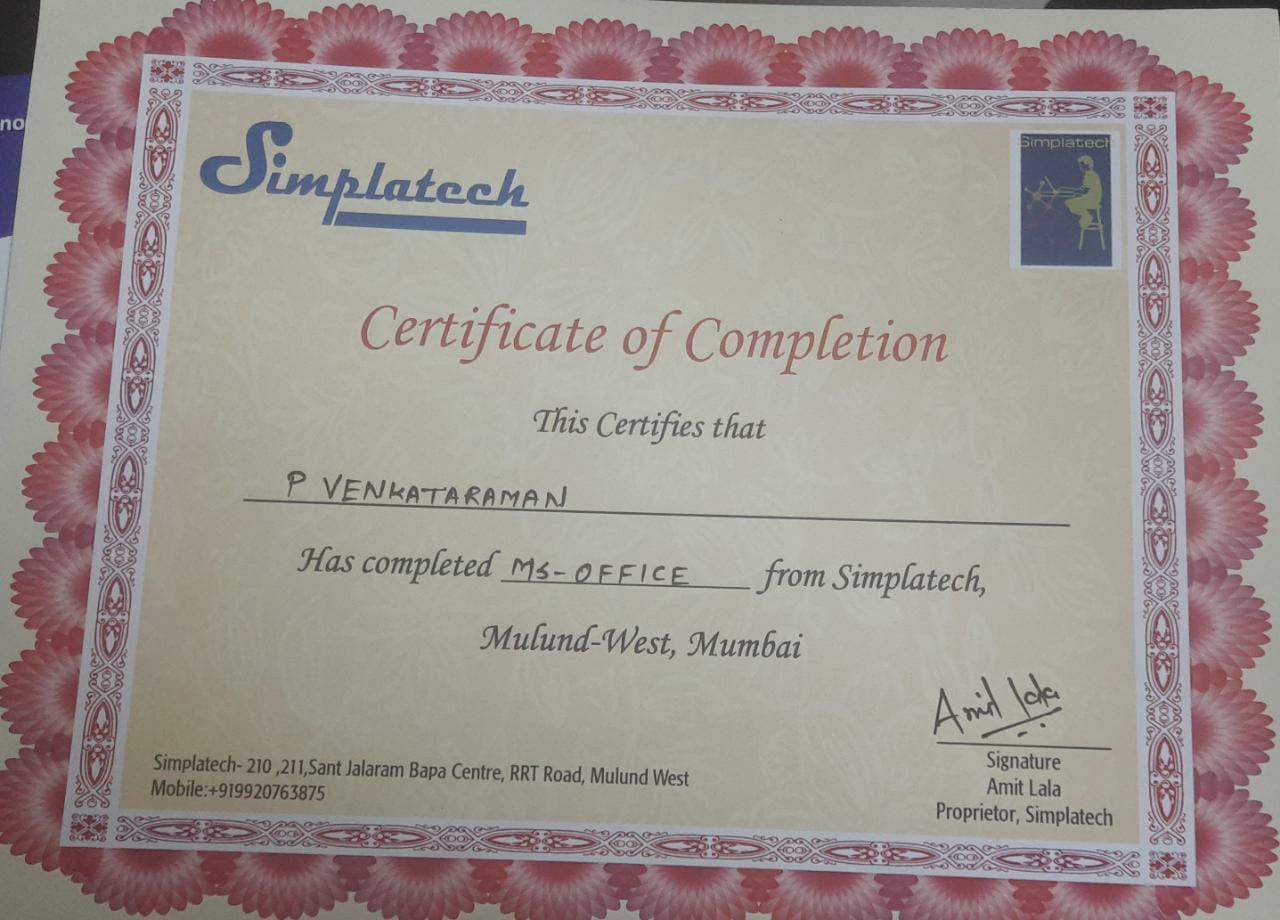 no
Simplatech
Simplatech
Certificate of Completion
This Certifies that
P VENKATARAMAN
Has completed MS-OFFICE from Simplatech,
Mulund-West, Mumbai
Amit Lala
Signature
Amit Lala
Proprietor, Simplatech
Simplatech- 210 ,211,Sant Jalaram Bapa Centre, RRT Road, Mulund West
Mobile:+919920763875